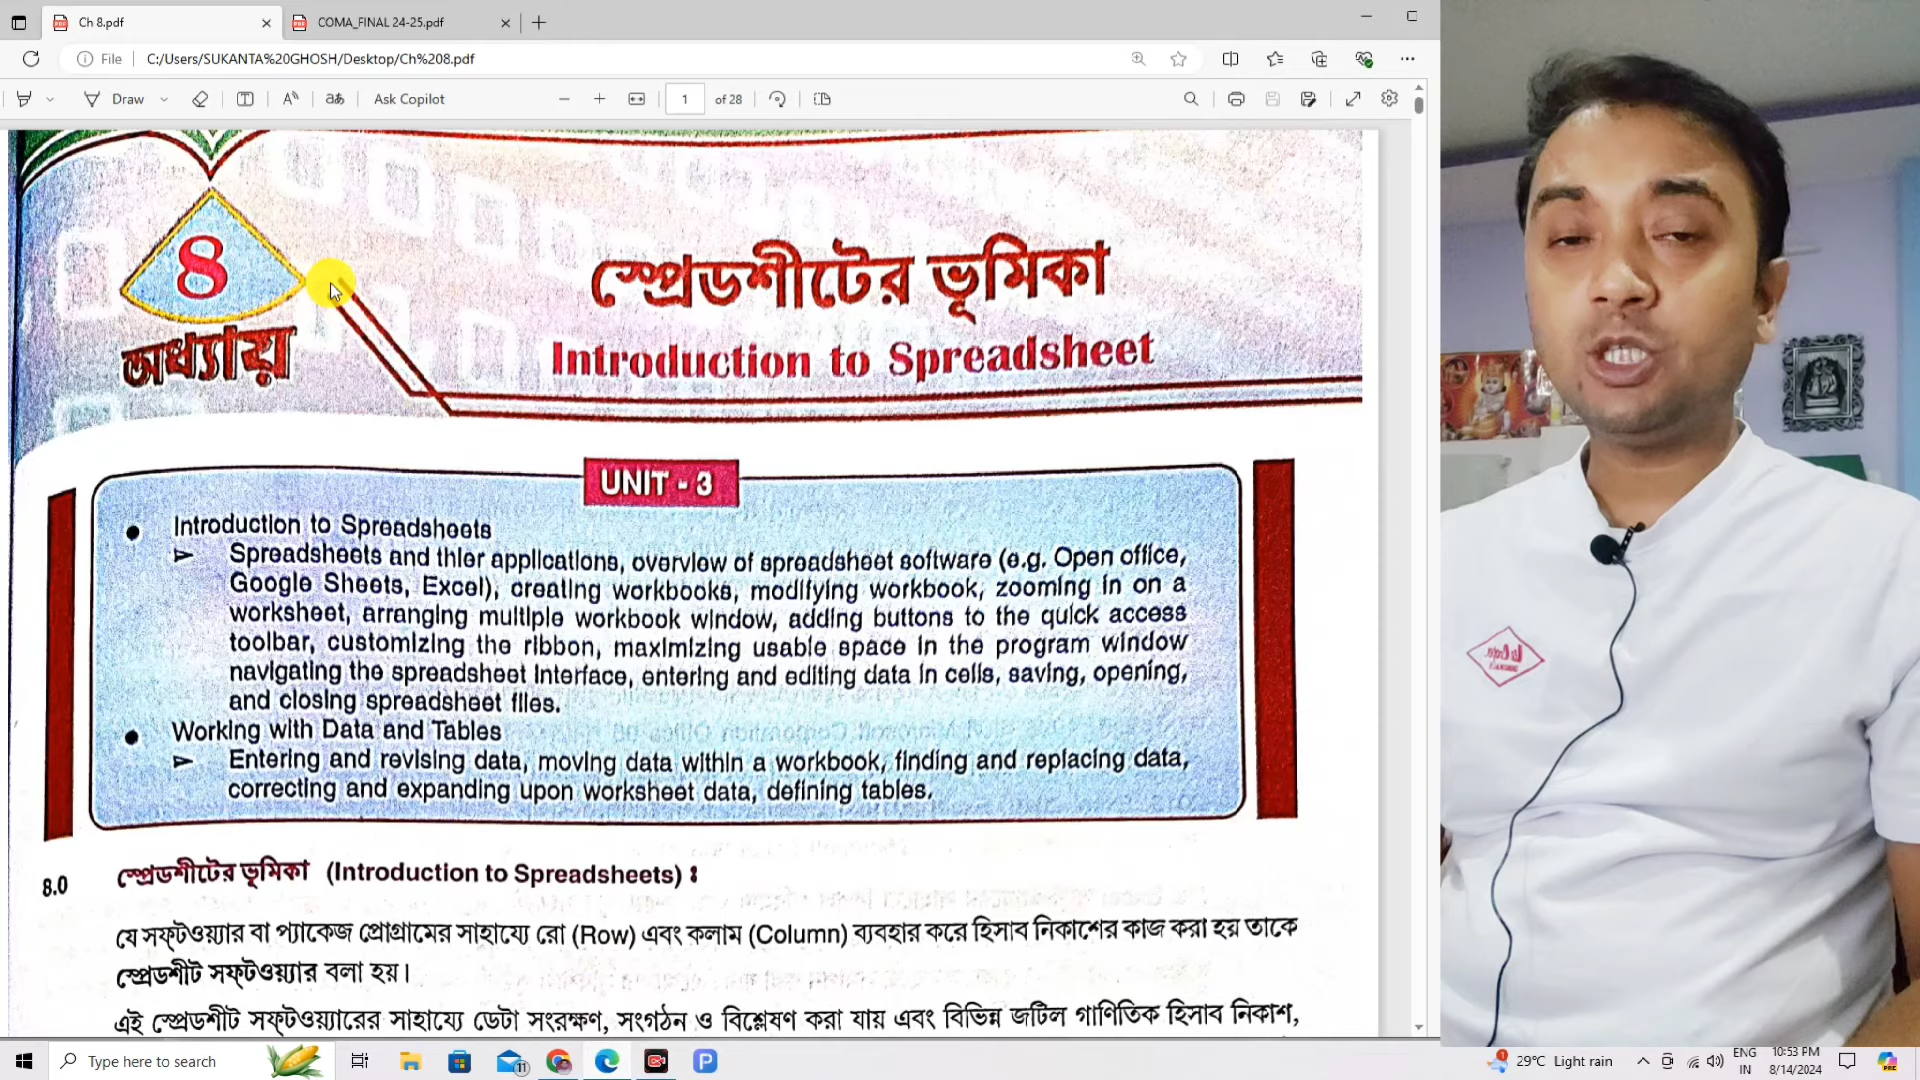 Ch 8.pdf
COMA_FINAL 24-25.pdf
File
C:/Users/SUKANTA%20GHOSH/Desktop/Ch%208.pdf
Draw
Ask Copilot
1
of 28
8
অধ্যায়
স্প্রেডশীটের ভূমিকা
Introduction to Spreadsheet
UNIT - 3
Introduction to Spreadsheets
Spreadsheets and thier applications, overview of spreadsheet software (e.g. Open office,
Google Sheets, Excel), creating workbooks, modifying workbook, zooming in on a
worksheet, arranging multiple workbook window, adding buttons to the quick access
toolbar, customizing the ribbon, maximizing usable space in the program window
navigating the spreadsheet interface, entering and editing data in cells, saving, opening,
and closing spreadsheet files.
Working with Data and Tables
Entering and revising data, moving data within a workbook, finding and replacing data,
correcting and expanding upon worksheet data, defining tables.
8.0 স্প্রেডশীটের ভূমিকা (Introduction to Spreadsheets) ঃ
যে সফ্‌টওয়্যার বা প্যাকেজ প্রোগ্রামের সাহায্যে রো (Row) এবং কলাম (Column) ব্যবহার করে হিসাব নিকাশের কাজ করা হয় তাকে
স্প্রেডশীট সফ্‌টওয়্যার বলা হয়।
এই স্প্রেডশীট সফ্‌টওয়্যারের সাহায্যে ডেটা সংরক্ষণ, সংগঠন ও বিশ্লেষণ করা যায় এবং বিভিন্ন জটিল গাণিতিক হিসাব নিকাশ,
Type here to search
11
29°C Light rain
ENG
IN
10:53 PM
8/14/2024